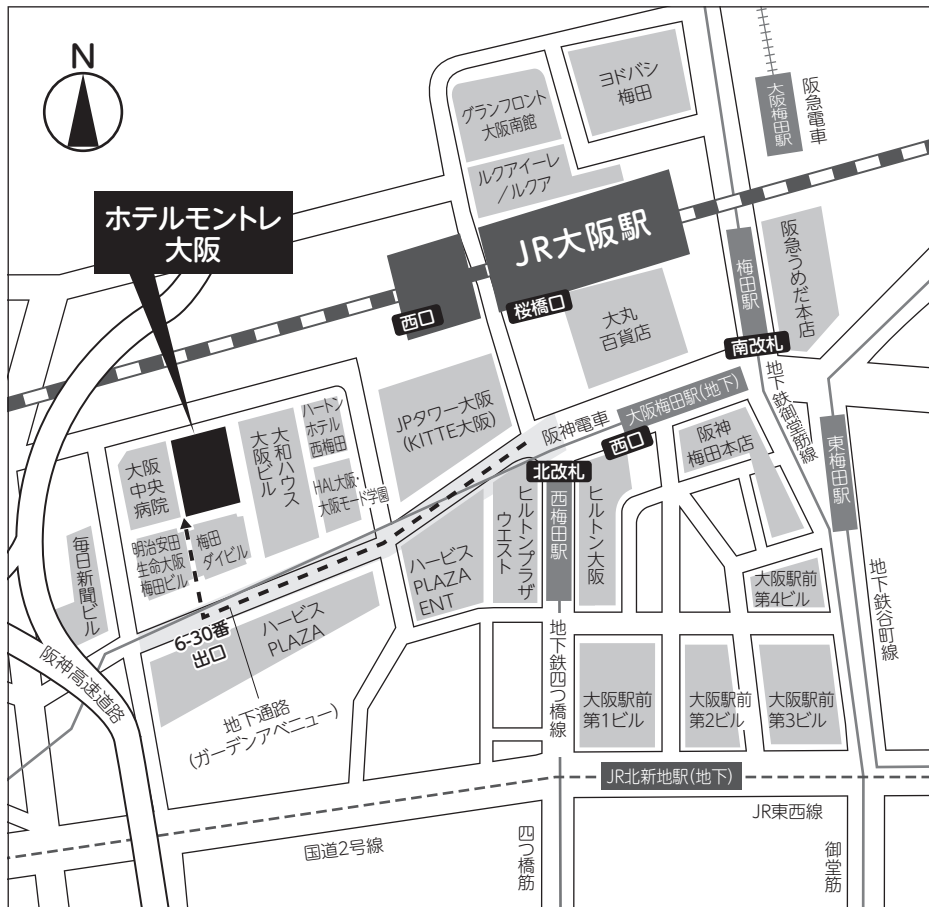 N
ヨドバシ
梅田
グランフロント
大阪南館
ルクアイーレ
/ルクア
大阪梅田駅
阪急電車
ホテルモントレ
大阪
JR大阪駅
西口
桜橋口
大丸
百貨店
梅田駅
阪急うめだ本店
南改札
地下鉄御堂筋線
大阪梅田駅(地下)
阪神電車
西口
北改札
阪神
梅田本店
東梅田駅
地下鉄谷町線
JPタワー大阪
(KITTE大阪)
ハートン
ホテル
西梅田
大和ハウス
大阪ビル
HAL大阪・
大阪モード学園
大阪
中央
病院
明治安田
生命大阪
梅田ビル
梅田
ダイビル
毎日新聞ビル
ハービス
PLAZA
ENT
ヒルトンプラザ
ウエスト
西梅田駅
ヒルトン大阪
大阪駅前
第4ビル
6-30番
出口
ハービス
PLAZA
阪神高速道路
地下通路
(ガーデンアベニュー)
地下鉄四つ橋線
大阪駅前
第1ビル
大阪駅前
第2ビル
大阪駅前
第3ビル
JR北新地駅(地下)
JR東西線
国道2号線
四つ橋筋
御堂筋